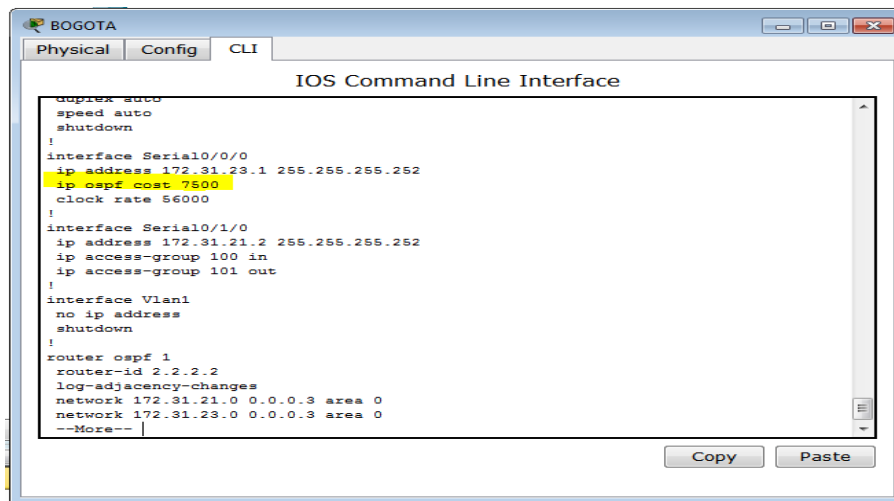 BOGOTA
Physical Config CLI
IOS Command Line Interface
duplex auto
speed auto
shutdown
!
interface Serial0/0/0
ip address 172.31.23.1 255.255.255.252
ip ospf cost 7500
clock rate 56000
!
interface Serial0/1/0
ip address 172.31.21.2 255.255.255.252
ip access-group 100 in
ip access-group 101 out
!
interface Vlan1
no ip address
shutdown
!
router ospf 1
router-id 2.2.2.2
log-adjacency-changes
network 172.31.21.0 0.0.0.3 area 0
network 172.31.23.0 0.0.0.3 area 0
--More--
Copy Paste